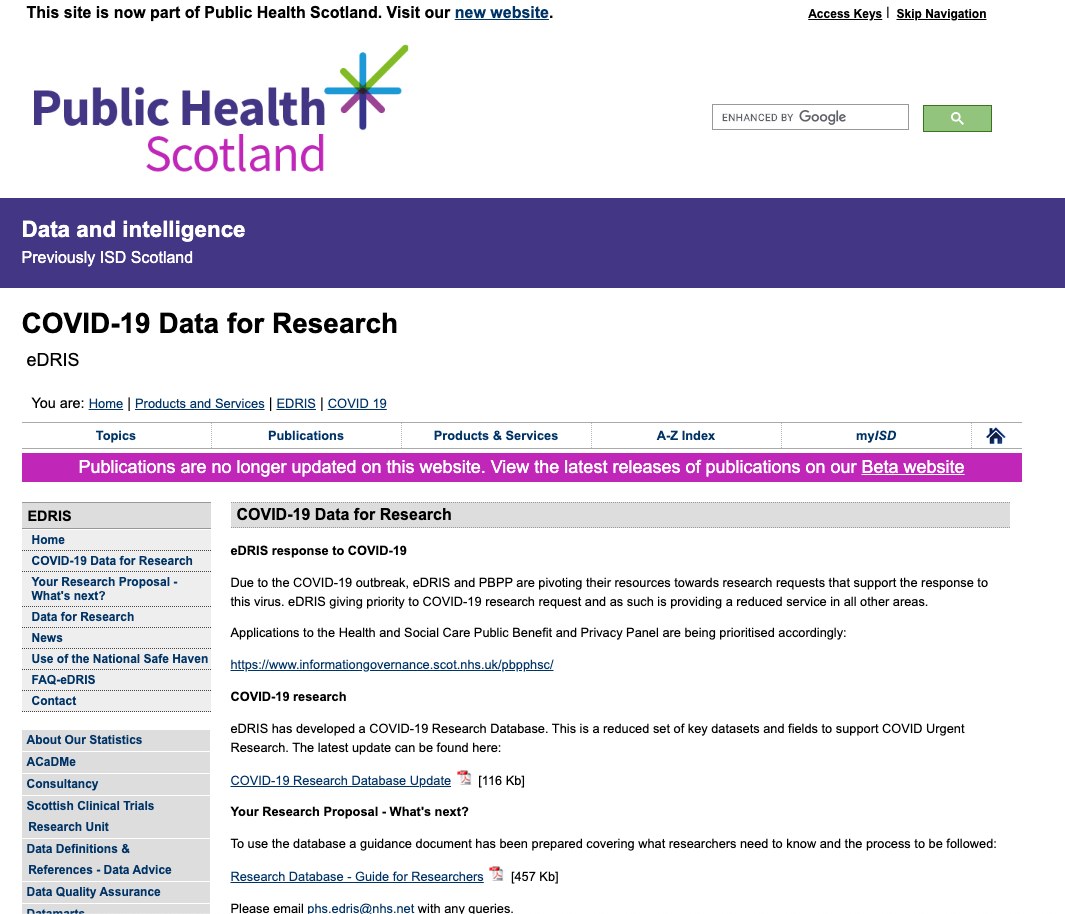 This site is now part of Public Health Scotland. Visit our new website.
Access Keys | Skip Navigation
Public Health
Scotland
ENHANCED BY Google
Data and intelligence
Previously ISD Scotland
COVID-19 Data for Research
eDRIS
You are: Home | Products and Services | EDRIS | COVID 19
Topics
Publications
Products & Services
A-Z Index
myISD
Publications are no longer updated on this website. View the latest releases of publications on our Beta website
EDRIS
Home
COVID-19 Data for Research
Your Research Proposal -
What's next?
Data for Research
News
Use of the National Safe Haven
FAQ-eDRIS
Contact
About Our Statistics
ACaDMe
Consultancy
Scottish Clinical Trials
Research Unit
Data Definitions &
References - Data Advice
Data Quality Assurance
Datamarts
COVID-19 Data for Research
eDRIS response to COVID-19
Due to the COVID-19 outbreak, eDRIS and PBPP are pivoting their resources towards research requests that support the response to
this virus. eDRIS giving priority to COVID-19 research request and as such is providing a reduced service in all other areas.
Applications to the Health and Social Care Public Benefit and Privacy Panel are being prioritised accordingly:
https://www.informationgovernance.scot.nhs.uk/pbpphsc/
COVID-19 research
eDRIS has developed a COVID-19 Research Database. This is a reduced set of key datasets and fields to support COVID Urgent
Research. The latest update can be found here:
COVID-19 Research Database Update [116 Kb]
Your Research Proposal - What's next?
To use the database a guidance document has been prepared covering what researchers need to know and the process to be followed:
Research Database - Guide for Researchers [457 Kb]
Please email phs.edris@nhs.net with any queries.